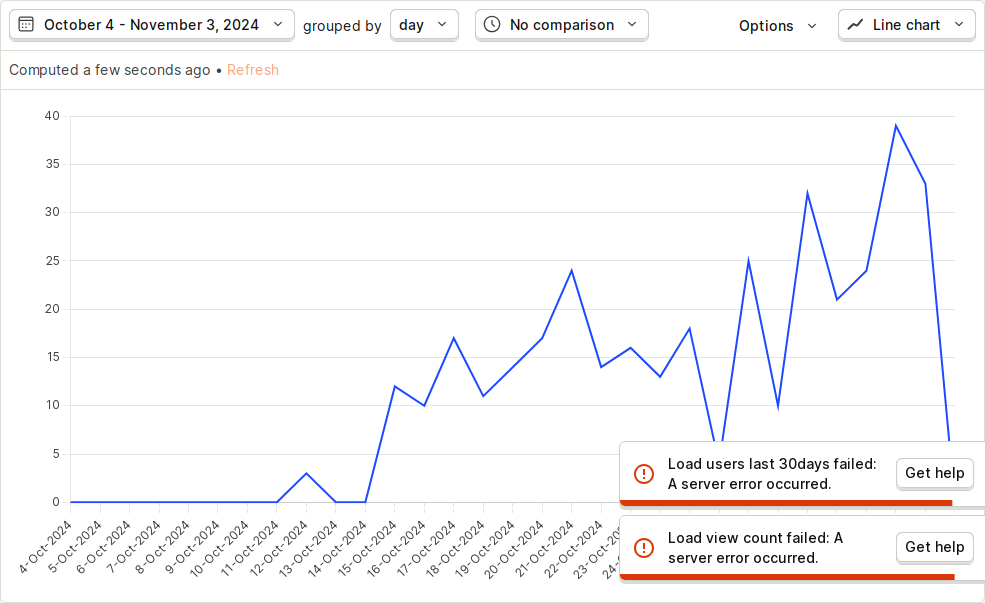 October 4 - November 3, 2024 grouped by day No comparison Options Line chart
Computed a few seconds ago • Refresh
40
35
30
25
20
15
10
5
0
4-Oct-2024
5-Oct-2024
6-Oct-2024
7-Oct-2024
8-Oct-2024
9-Oct-2024
10-Oct-2024
11-Oct-2024
12-Oct-2024
13-Oct-2024
14-Oct-2024
15-Oct-2024
16-Oct-2024
17-Oct-2024
18-Oct-2024
19-Oct-2024
20-Oct-2024
21-Oct-2024
22-Oct-2024
23-Oct-20
24-
Load users last 30days failed:
A server error occurred.
Get help
Load view count failed: A
server error occurred.
Get help